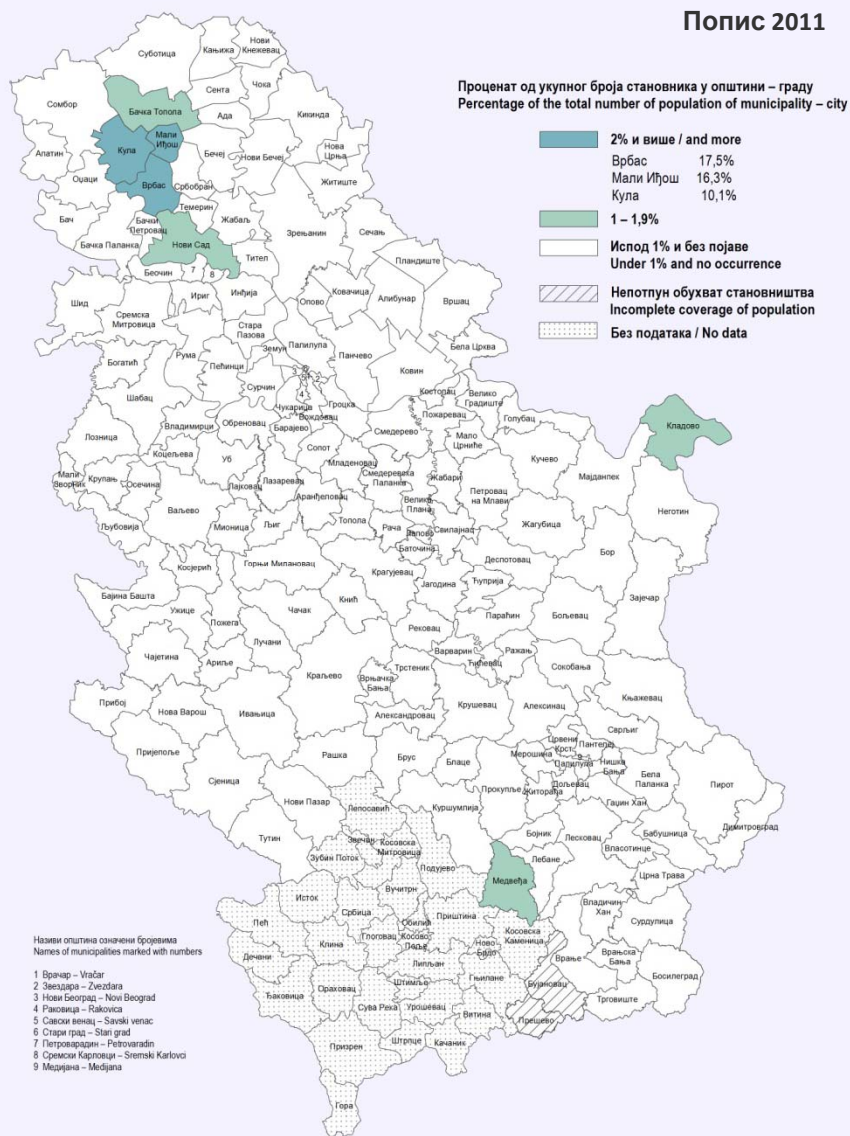 Попис 2011
Проценат од укупног броја становника у општини – граду
Percentage of the total number of population of municipality – city
2% и више / and more
Врбас 17,5%
Мали Иђош 16,3%
Кула 10,1%
1 – 1,9%
Испод 1% и без појаве
Under 1% and no occurrence
Непотпун обухват становништва
Incomplete coverage of population
Без података / No data
Суботица
Кањижа
Нови
Кнежевац
Сомбор
Бачка Топола
Сента
Чока
Ада
Кикинда
Апатин
Кула
Мали
Иђош
Бечеј
Нови Бечеј
Нова
Црња
Оџаци
Врбас
Србобран
Житиште
Бач
Бачки
Петровац
Темерин
Жабаљ
Зрењанин
Сечањ
Бачка Паланка
Нови Сад
Тител
Беочин
7
8
Пландиште
Шид
Сремска
Митровица
Ириг
Инђија
Опово
Ковачица
Алибунар
Вршац
Рума
Стара
Пазова
Земун
Палилула
Панчево
Бела Црква
Богатић
Пећинци
Сурчин
3
2
4
Ковин
Шабац
Чукарица
Вождовац
Гроцка
Костолац
Велико
Градиште
Лозница
Владимирци
Обреновац
Барајево
Смедерево
Пожаревац
Голубац
Кладово
Мало
Црниће
Коцељева
Уб
Сопот
Младеновац
Смедеревска
Паланка
Жабари
Кучево
Мајданпек
Мали
Зворник
Крупањ
Осечина
Лајковац
Лазаревац
Аранђеловац
Велика
Плана
Петровац
на Млави
Неготин
Љубовија
Ваљево
Мионица
Љиг
Топола
Рача
Лапово
Свилајнац
Жагубица
Баточина
Бор
Косјерић
Горњи Милановац
Крагујевац
Деспотовац
Бајина Башта
Јагодина
Ћуприја
Зајечар
Ужице
Пожега
Чачак
Кнић
Параћин
Бољевац
Чајетина
Ариље
Лучани
Рековац
Варварин
Ражањ
Ћићевац
Сокобања
Краљево
Врњачка
Бања
Трстеник
Прибој
Нова Варош
Ивањица
Александровац
Крушевац
Алексинац
Књажевац
Пријепоље
Сврљиг
Рашка
Брус
Блаце
Мерошина
Црвени
Крст
Пантелеј
9
Палилула
Нишка
Бања
Сјеница
Бела
Паланка
Пирот
Нови Пазар
Лепосавић
Куршумлија
Прокупље
Житорађа
Дољевац
Гаџин Хан
Димитровград
Тутин
Звечан
Косовска
Митровица
Бојник
Лесковац
Бабушница
Зубин Поток
Подујево
Лебане
Власотинце
Медвеђа
Црна Трава
Вучитрн
Исток
Србица
Приштина
Владичин
Хан
Пећ
Обилић
Сурдулица
Глоговац
Косово
Поље
Ново
Брдо
Косовска
Каменица
Клина
Дечани
Липљан
Врање
Врањска
Бања
Гњилане
Босилеград
Ђаковица
Ораховац
Штимље
Бујановац
Сува Река
Урошевац
Витина
Трговиште
Прешево
Призрен
Штрпце
Качаник
Гора
Називи општина означени бројевима
Names of municipalities marked with numbers
1 Врачар – Vračar
2 Звездара – Zvezdara
3 Нови Београд – Novi Beograd
4 Раковица – Rakovica
5 Савски венац – Savski venac
6 Стари град – Stari grad
7 Петроварадин – Petrovaradin
8 Сремски Карловци – Sremski Karlovci
9 Медијана – Medijana